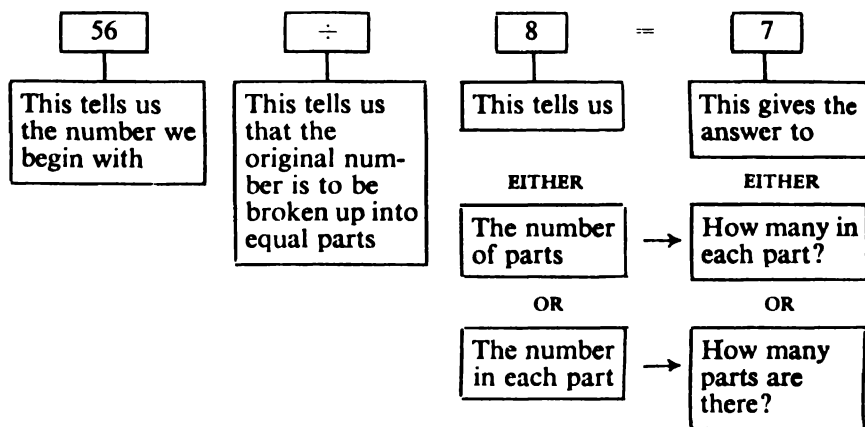 56 ÷ 8 = 7
This tells us
the number we
begin with
This tells us
that the
original num-
ber is to be
broken up into
equal parts
This tells us
This gives the
answer to
EITHER
EITHER
The number
of parts
→
How many in
each part?
OR
OR
The number
in each part
→
How many
parts are
there?